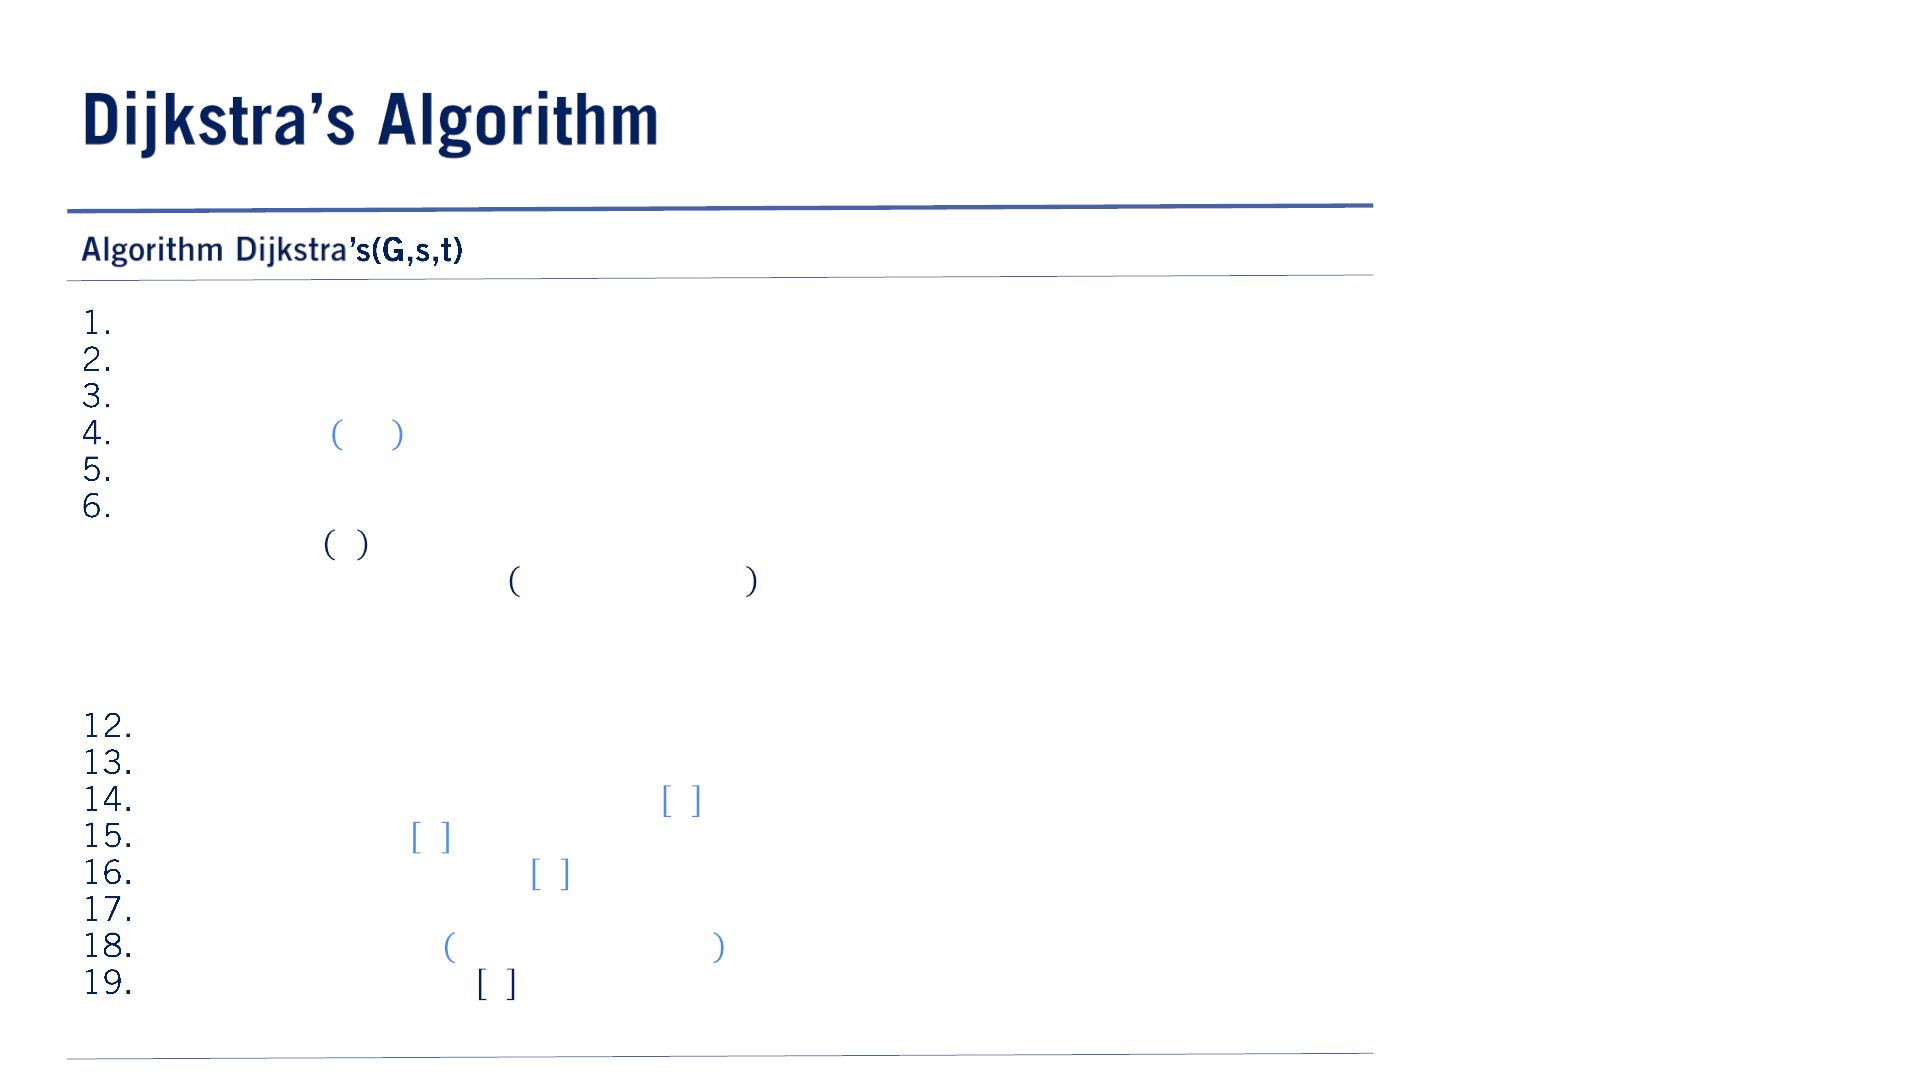 Dijkstra’s Algorithm
Algorithm Dijkstra’s(G,s,t)
1.
2.
3.
4. ( )
5.
6.
( )
( )
12.
13.
14. [ ]
15. [ ]
16. [ ]
17.
18. ( )
19. [ ]